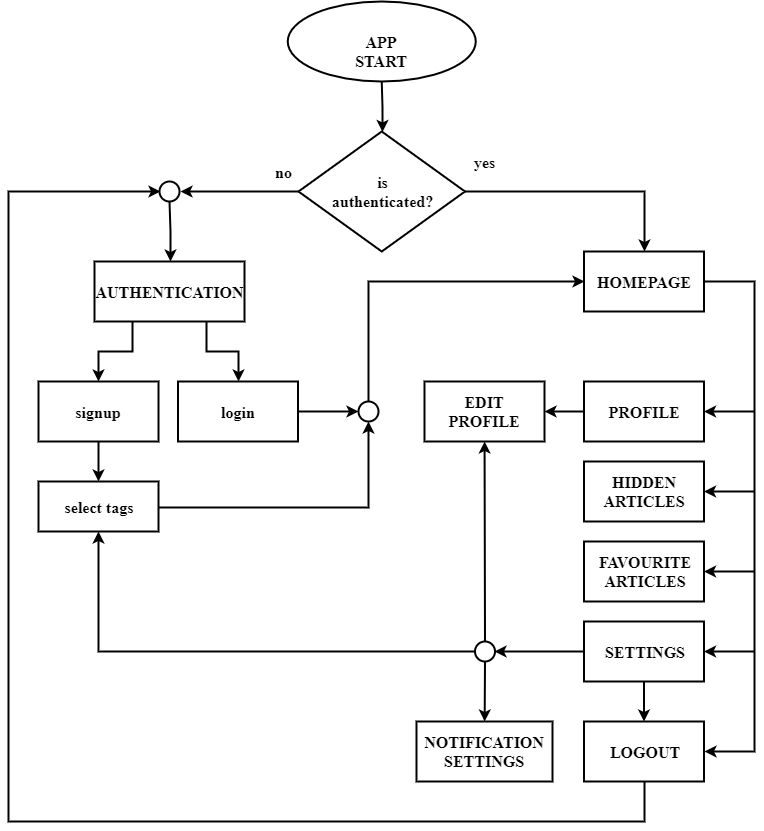 APP
START
no
yes
is
authenticated?
AUTHENTICATION
HOMEPAGE
signup
login
EDIT
PROFILE
PROFILE
select tags
HIDDEN
ARTICLES
FAVOURITE
ARTICLES
SETTINGS
NOTIFICATION
SETTINGS
LOGOUT